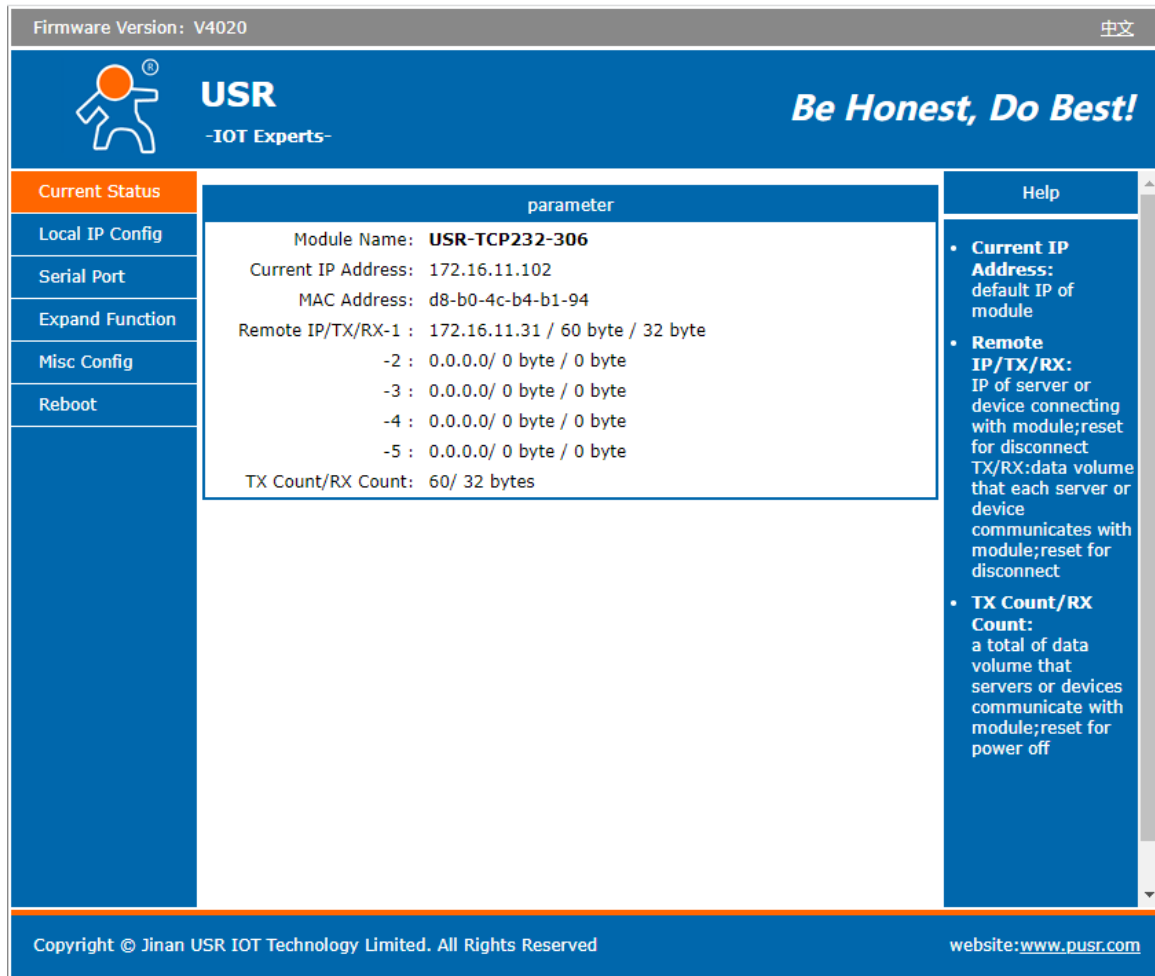 Firmware Version: V4020
中文
®
USR
-IOT Experts-
Be Honest, Do Best!
Current Status
Local IP Config
Serial Port
Expand Function
Misc Config
Reboot
parameter
Module Name: USR-TCP232-306
Current IP Address: 172.16.11.102
MAC Address: d8-b0-4c-b4-b1-94
Remote IP/TX/RX-1 : 172.16.11.31 / 60 byte / 32 byte
-2 : 0.0.0.0/ 0 byte / 0 byte
-3 : 0.0.0.0/ 0 byte / 0 byte
-4 : 0.0.0.0/ 0 byte / 0 byte
-5 : 0.0.0.0/ 0 byte / 0 byte
TX Count/RX Count: 60/ 32 bytes
Help
• Current IP
Address:
default IP of
module
• Remote
IP/TX/RX:
IP of server or
device connecting
with module;reset
for disconnect
TX/RX:data volume
that each server or
device
communicates with
module;reset for
disconnect
• TX Count/RX
Count:
a total of data
volume that
servers or devices
communicate with
module;reset for
power off
Copyright © Jinan USR IOT Technology Limited. All Rights Reserved
website:www.pusr.com